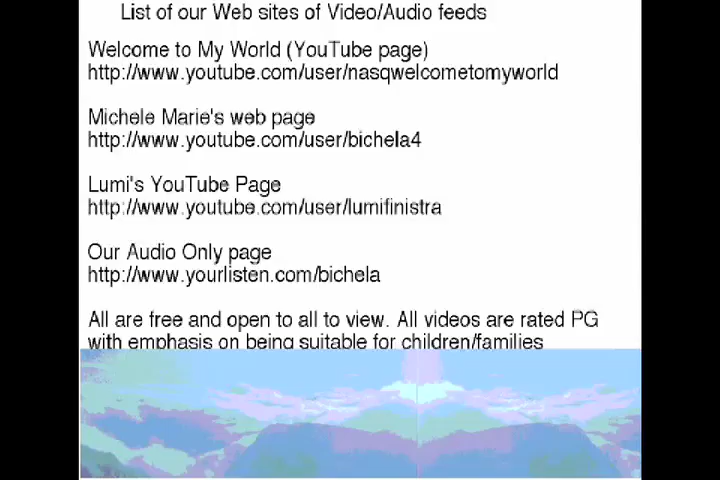 List of our Web sites of Video/Audio feeds
Welcome to My World (YouTube page)
http://www.youtube.com/user/nasqwelcometomyworld
Michele Marie's web page
http://www.youtube.com/user/bichela4
Lumi's YouTube Page
http://www.youtube.com/user/lumifinistra
Our Audio Only page
http://www.yourlisten.com/bichela
All are free and open to all to view. All videos are rated PG
with emphasis on being suitable for children/families